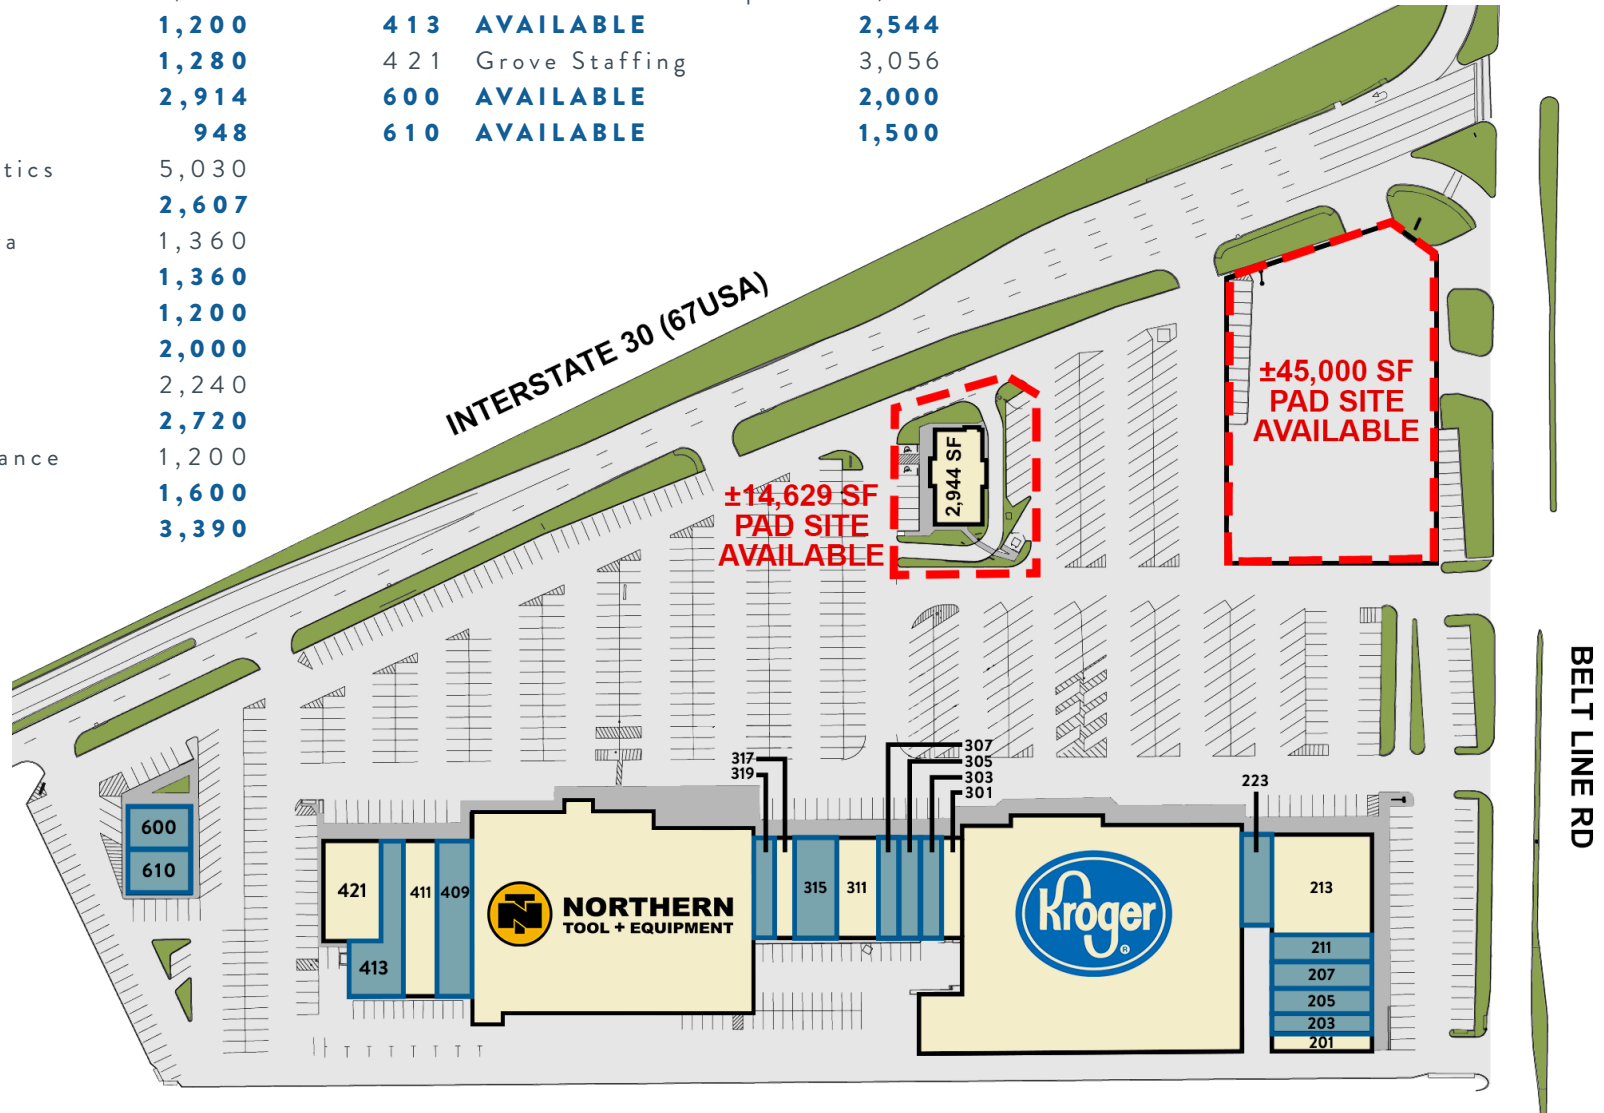 1,200 413 AVAILABLE 2,544
1,280 421 Grove Staffing 3,056
2,914 600 AVAILABLE 2,000
948 610 AVAILABLE 1,500
tics 5,030
2,607
a 1,360
1,360
1,200
2,000
2,240
2,720
ance 1,200
1,600
3,390
INTERSTATE 30 (67USA)
±45,000 SF
PAD SITE
AVAILABLE
2,944 SF
±14,629 SF
PAD SITE
AVAILABLE
BELT LINE RD
307
317
305
319
303
301
223
600
610
421
411
409
413
NORTHERN
TOOL + EQUIPMENT
315
311
Kroger
®
213
211
207
205
203
201